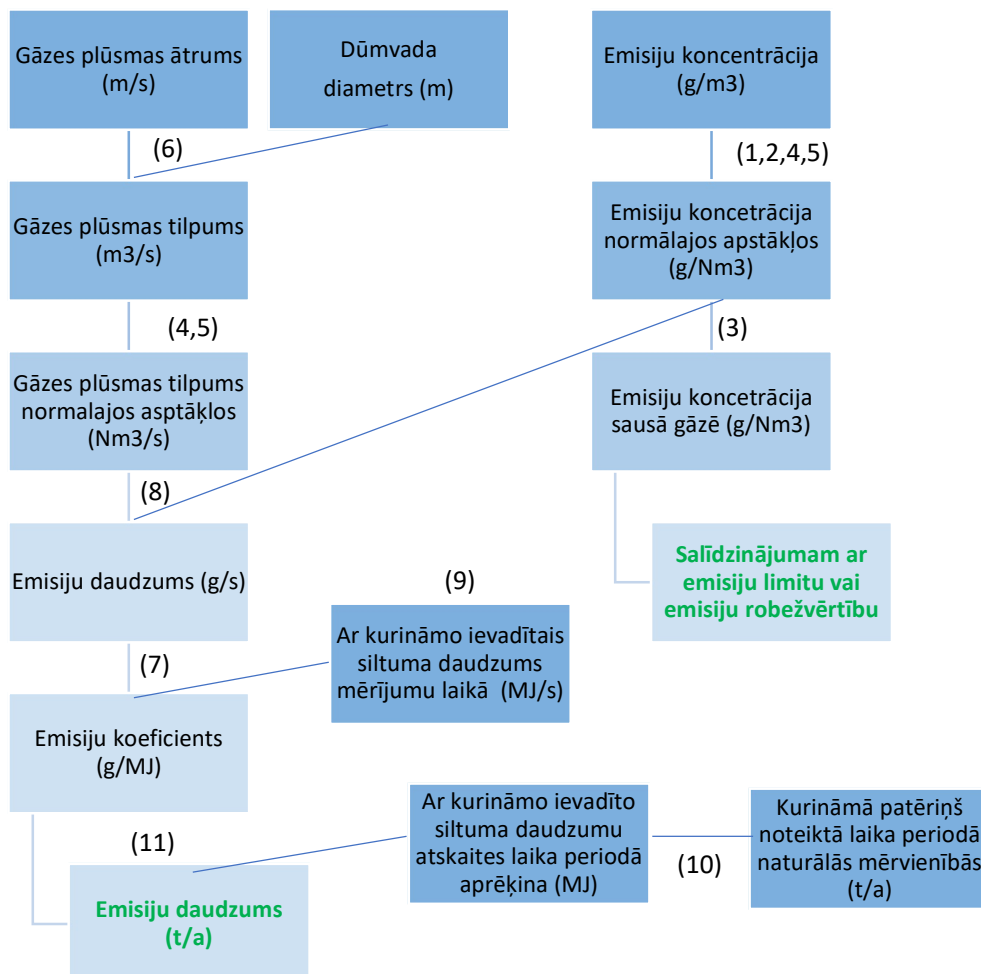 Gāzes plūsmas ātrums
(m/s)
Dūmvada
diametrs (m)
Emisiju koncentrācija
(g/m3)
(6)
(1,2,4,5)
Gāzes plūsmas tilpums
(m3/s)
Emisiju koncetrācija
normālajos apstākļos
(g/Nm3)
(4,5)
(3)
Gāzes plūsmas tilpums
normalajos asptāķlos
(Nm3/s)
Emisiju koncetrācija
sausā gāzē (g/Nm3)
(8)
Emisiju daudzums (g/s)
Salīdzinājumam ar
emisiju limitu vai
emisiju robežvērtību
(9)
Ar kurināmo ievadītais
siltuma daudzums
mērījumu laikā (MJ/s)
(7)
Emisiju koeficients
(g/MJ)
Ar kurināmo ievadīto
siltuma daudzumu
atskaites laika periodā
aprēķina (MJ)
(10)
Kurināmā patēriņš
noteiktā laika periodā
naturālās mērvienībās
(t/a)
(11)
Emisiju daudzums
(t/a)